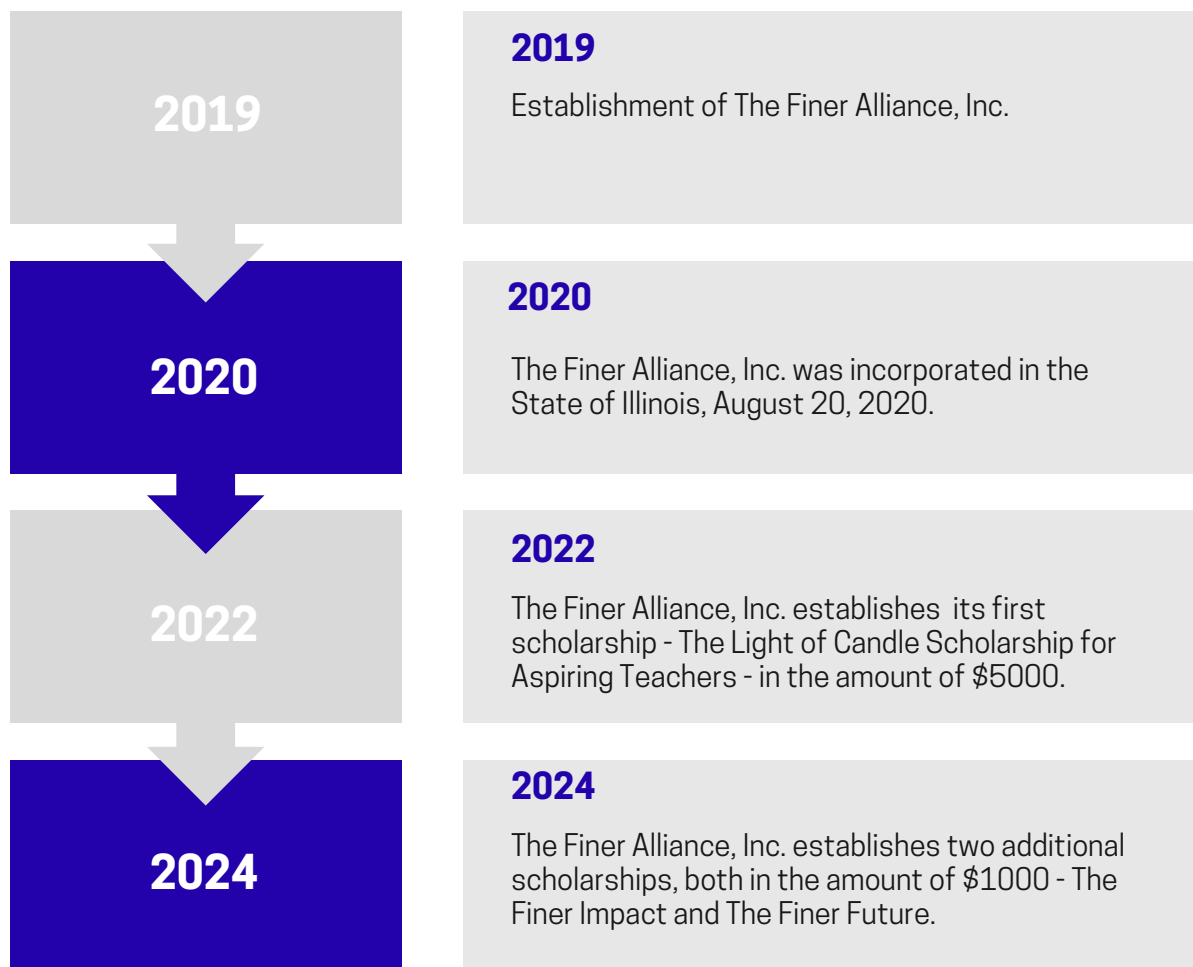 2019
2019
Establishment of The Finer Alliance, Inc.
2020
2020
The Finer Alliance, Inc. was incorporated in the
State of Illinois, August 20, 2020.
2022
2022
The Finer Alliance, Inc. establishes  its first
scholarship - The Light of Candle Scholarship for
Aspiring Teachers - in the amount of $5000.
2024
2024
The Finer Alliance, Inc. establishes two additional
scholarships, both in the amount of $1000 - The
Finer Impact and The Finer Future.